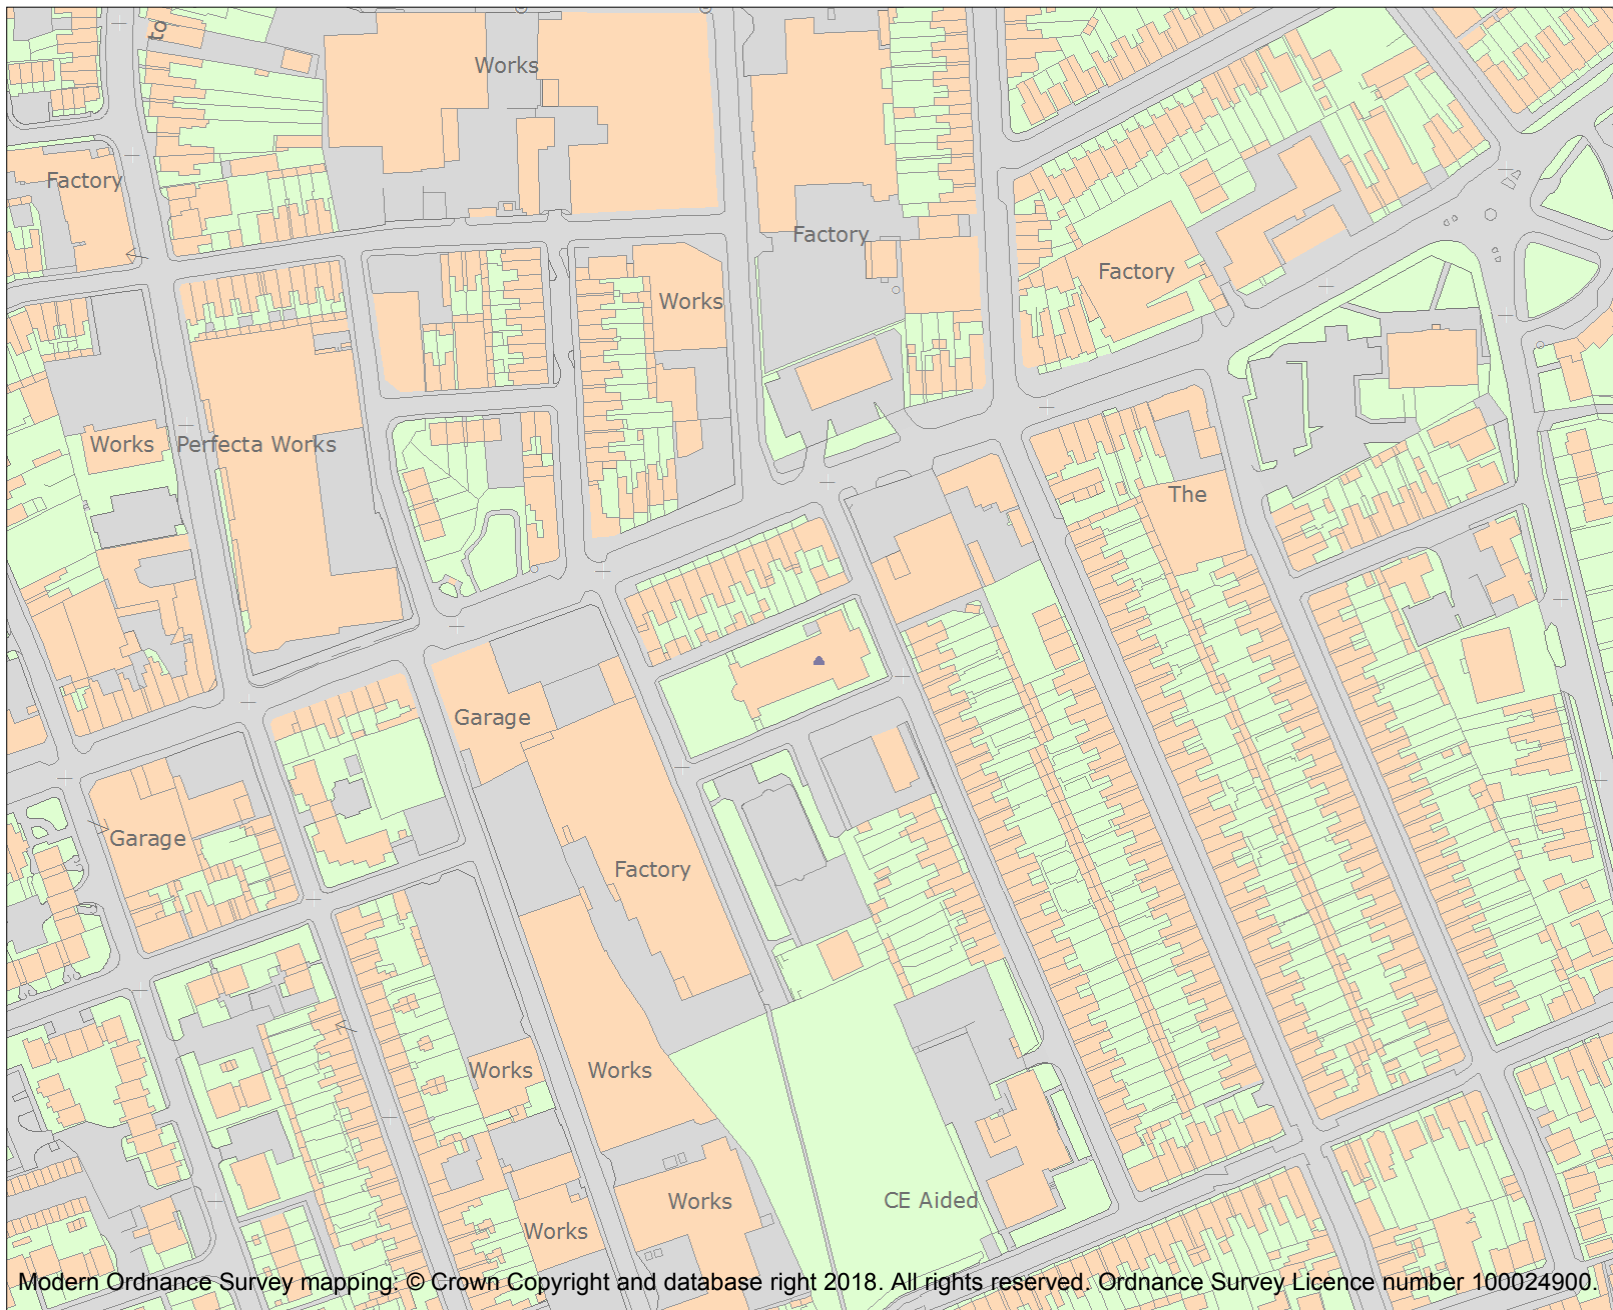 to
Works
Factory
Factory
Factory
Works
Works
Perfecta Works
The
Garage
Garage
Factory
Works
Works
Works
CE Aided
Works
Modern Ordnance Survey mapping: © Crown Copyright and database right 2018. All rights reserved. Ordnance Survey Licence number 100024900.